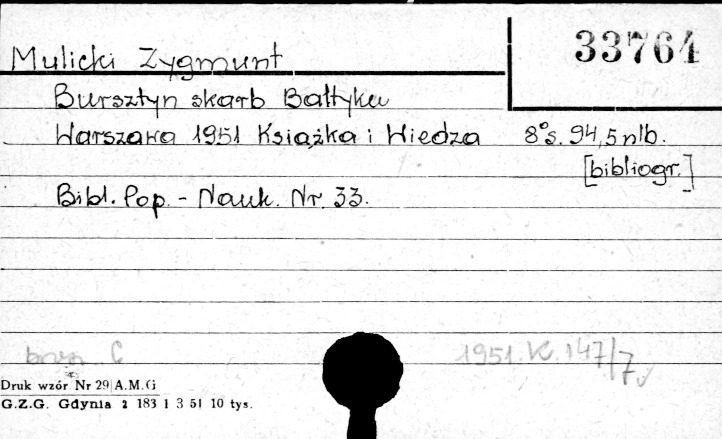 33764
Mulicki Zygmunt
Bursztyn skarb Bałtyku
Warszawa 1951 Książka i Wiedza 8° s. 94, 5 nlb.
[bibliogr.]
Bibl. Pop. - Nauk. Nr. 33.
C
1951. K. 147/7
Druk wzór Nr 29 A.M.G
G.Z.G. Gdynia 2 183 1 3 51 10 tys.